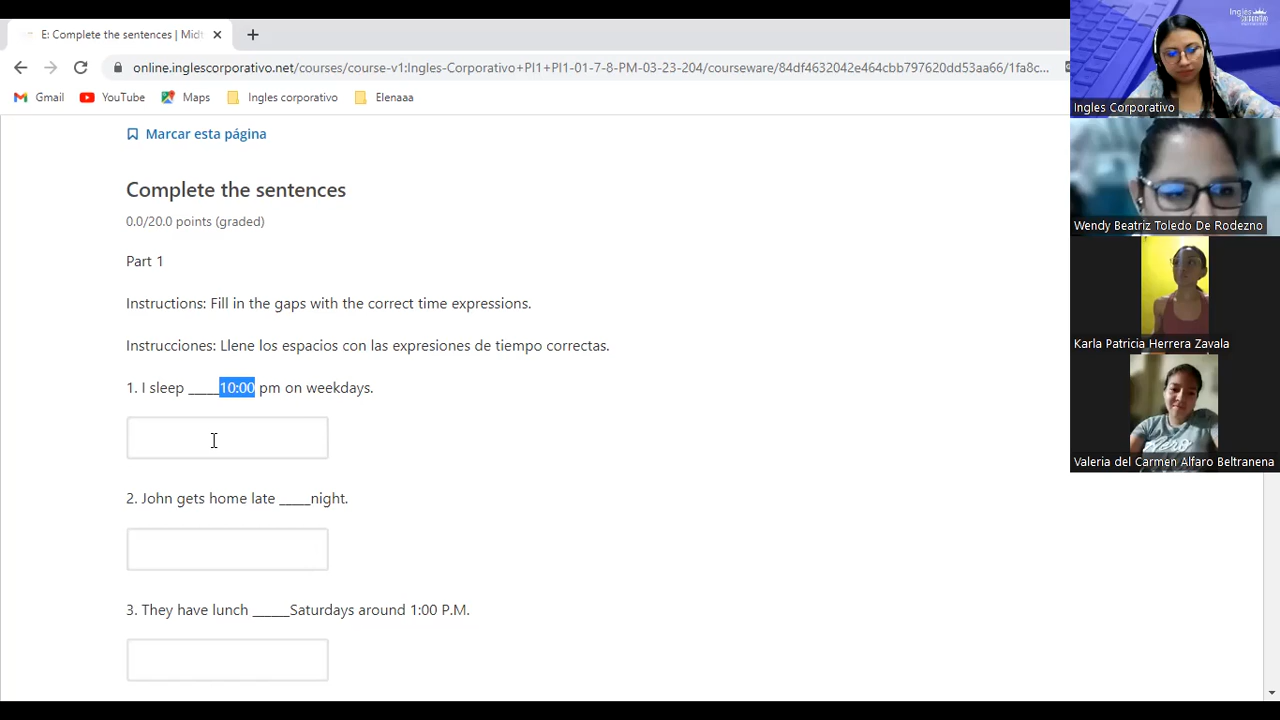 E: Complete the sentences | Midt
online.inglescorporativo.net/courses/course-v1:Ingles-Corporativo+PI1+PI1-01-7-8-PM-03-23-204/courseware/84df4632042e464cbb797620dd53aa66/1fa8c...
Gmail YouTube Maps Ingles corporativo Elenaaa
Marcar esta página
Complete the sentences
0.0/20.0 points (graded)
Part 1
Instructions: Fill in the gaps with the correct time expressions.
Instrucciones: Llene los espacios con las expresiones de tiempo correctas.
1. I sleep _____10:00 pm on weekdays.
2. John gets home late _____night.
3. They have lunch ______Saturdays around 1:00 P.M.
Ingles
Ingles Corporativo
Wendy Beatriz Toledo De Rodezno
Karla Patricia Herrera Zavala
Valeria del Carmen Alfaro Beltranena